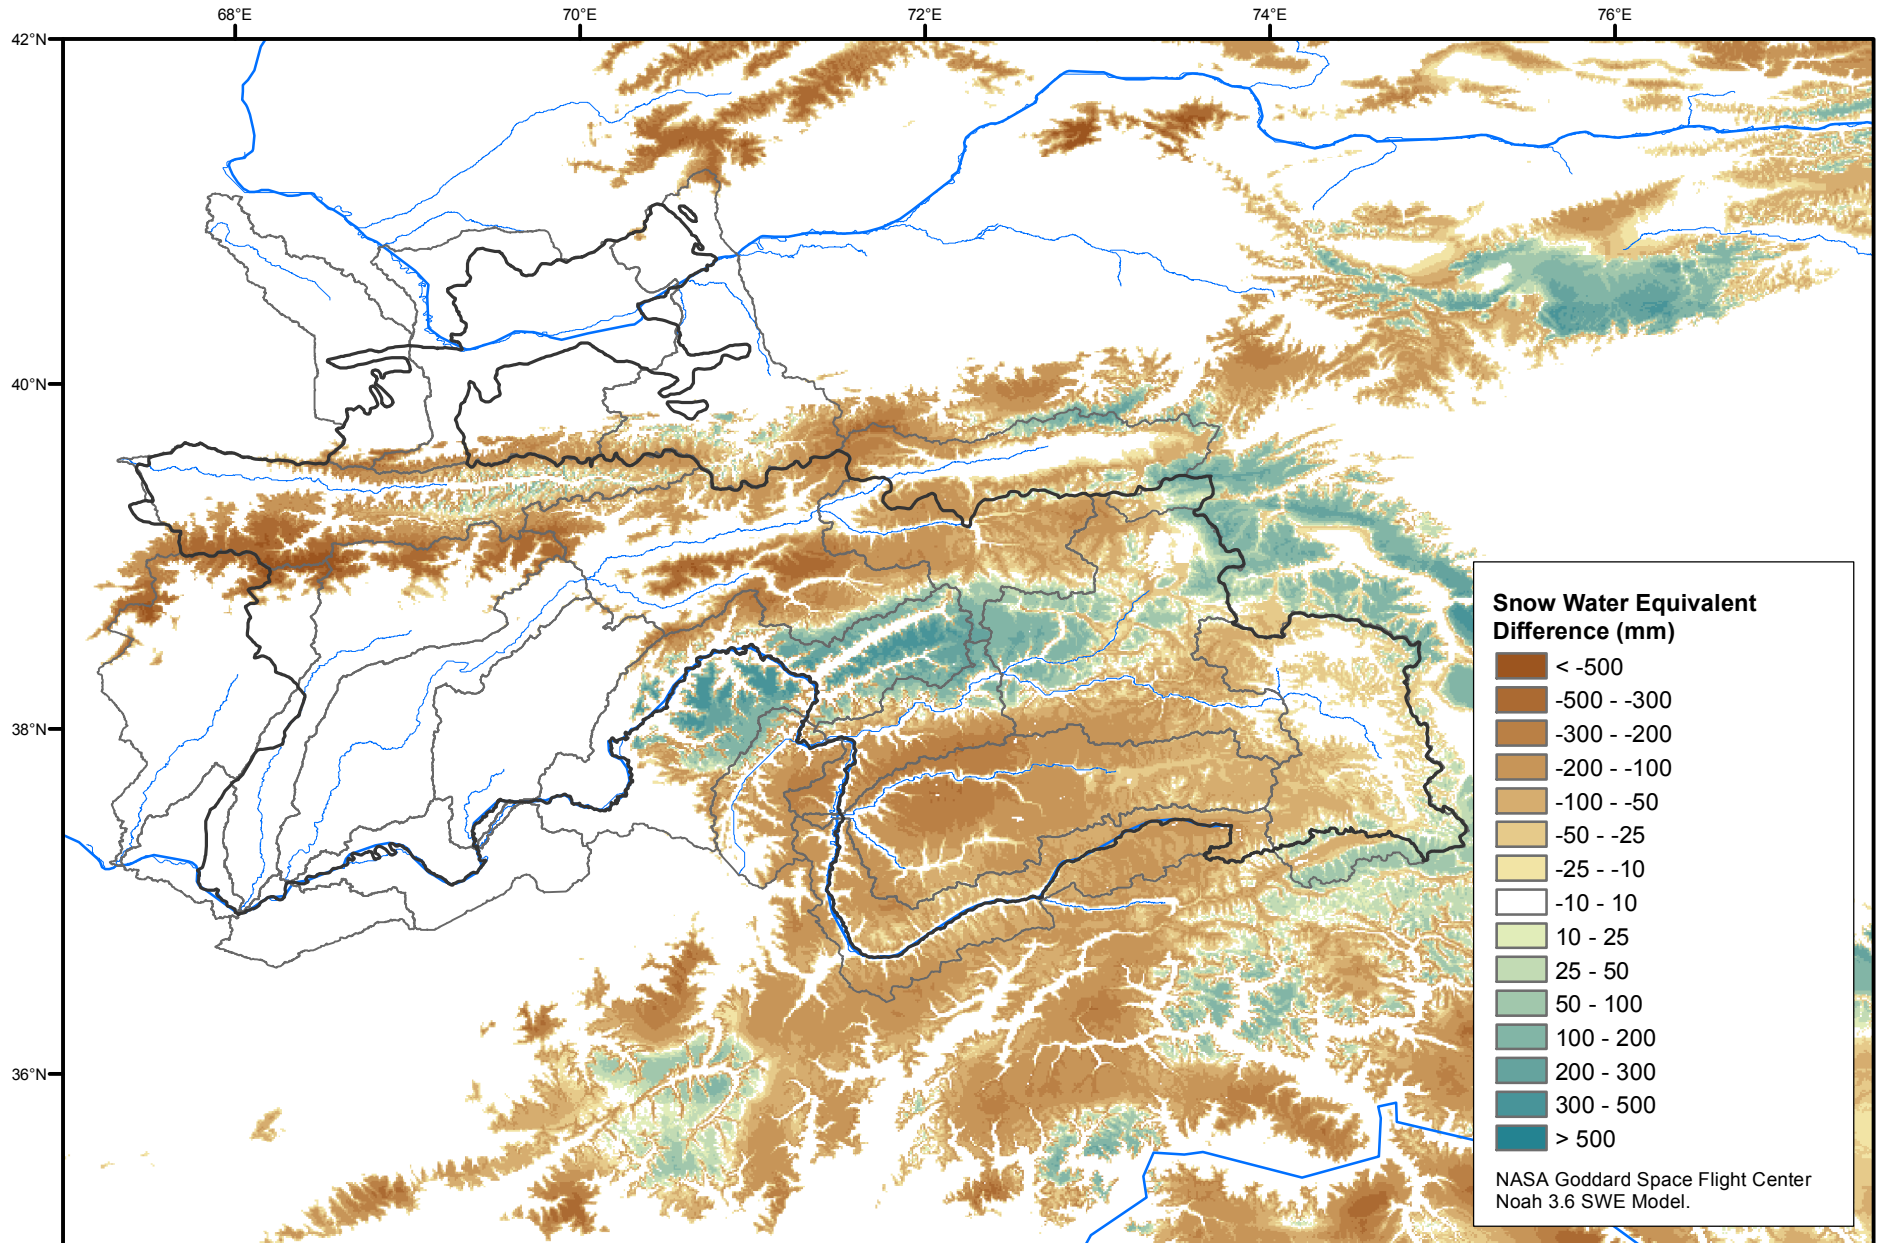 68°E
70°E
72°E
74°E
76°E
42°N
40°N
38°N
36°N
Snow Water Equivalent
Difference (mm)
< -500
-500 - -300
-300 - -200
-200 - -100
-100 - -50
-50 - -25
-25 - -10
-10 - 10
10 - 25
25 - 50
50 - 100
100 - 200
200 - 300
300 - 500
> 500
NASA Goddard Space Flight Center
Noah 3.6 SWE Model.